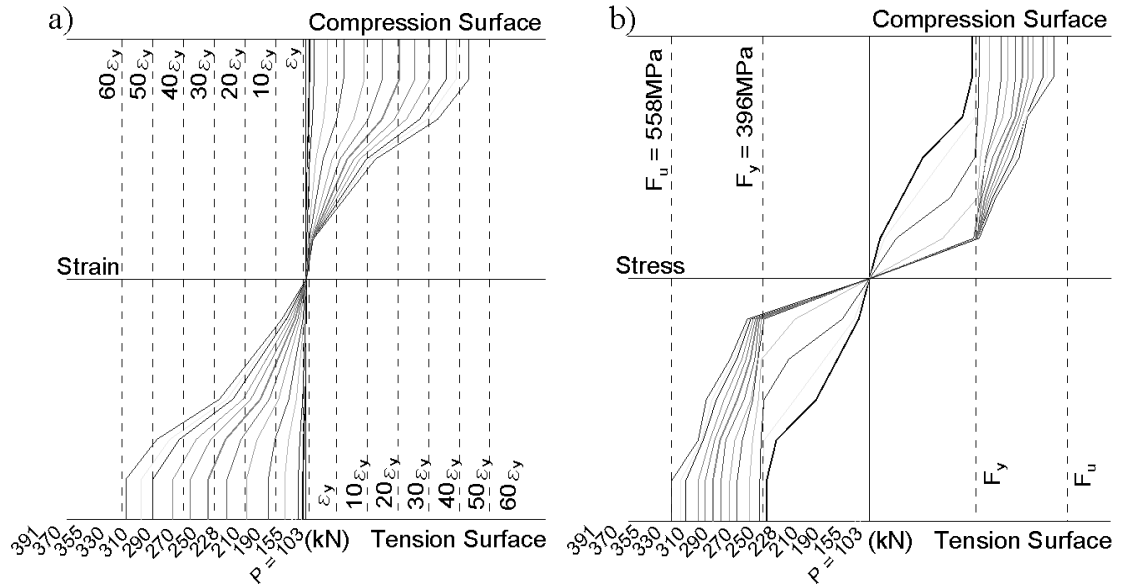 a)
Compression Surface
60εy
50εy
40εy
30εy
20εy
10εy
εy
Strain
εy
10εy
20εy
30εy
40εy
50εy
60εy
391
370
355
330
310
290
270
250
228
210
190
155
P = 103
(kN)
Tension Surface
b)
Compression Surface
Fu = 558MPa
Fy = 396MPa
Stress
Fy
Fu
391
370
355
330
310
290
270
250
228
210
190
155
P = 103
(kN)
Tension Surface